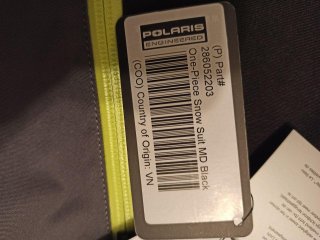 POLARIS
ENGINEERED
(P) Part#
286052203
One-Piece Snow Suit MD Black
(COO) Country of Origin: VN